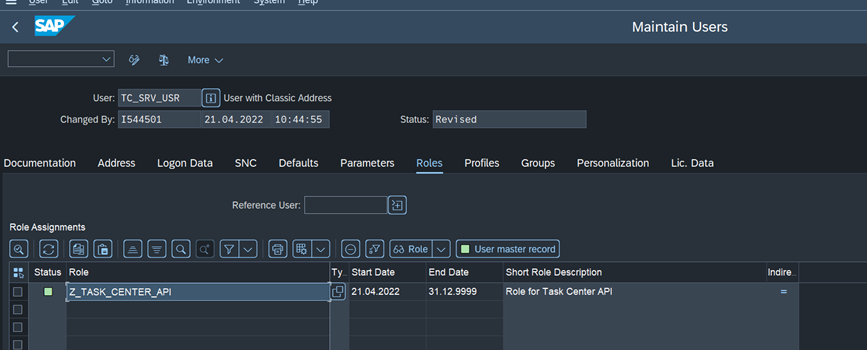 User Edit Goto Information Environment System Help
SAP Maintain Users
More
User: TC_SRV_USR User with Classic Address
Changed By: I544501 21.04.2022 10:44:55 Status: Revised
Documentation Address Logon Data SNC Defaults Parameters Roles Profiles Groups Personalization Lic. Data
Reference User:
Role Assignments
Role User master record
Status Role Ty.. Start Date End Date Short Role Description Indire...
Z_TASK_CENTER_API 21.04.2022 31.12.9999 Role for Task Center API =